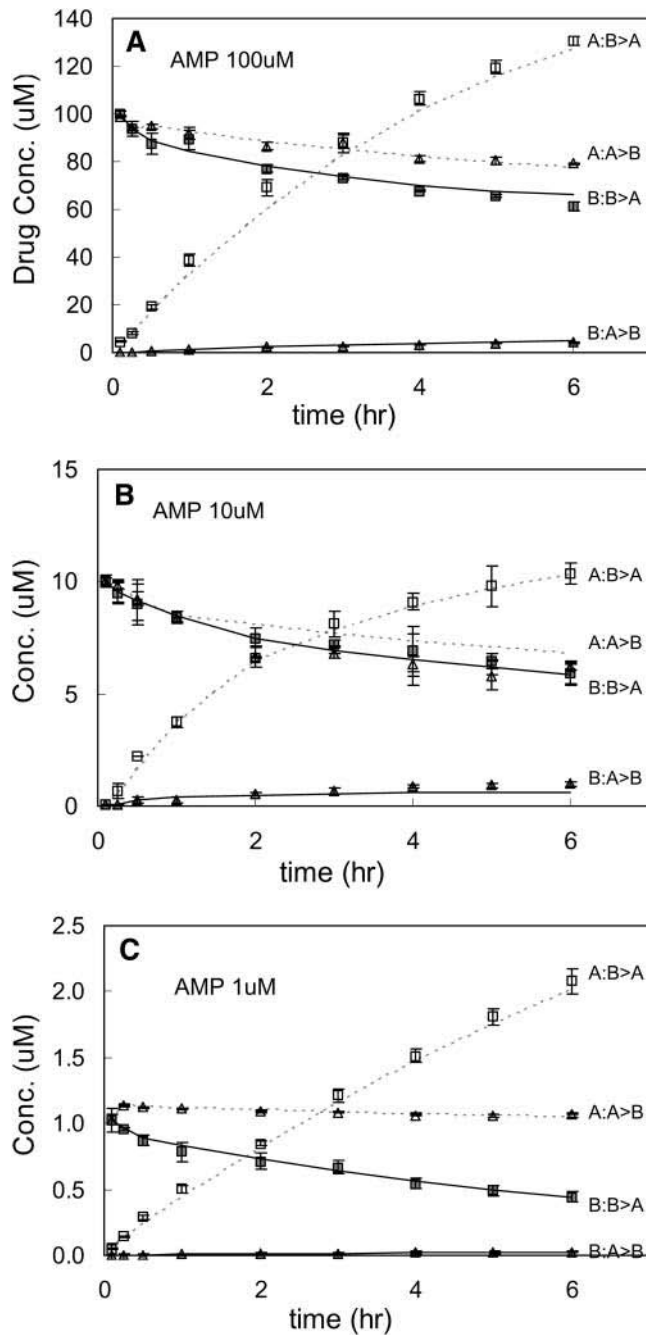 A
AMP 100uM
Drug Conc. (uM)
140
120
100
80
60
40
20
0
A:B>A
A:A>B
B:B>A
B:A>B
0
2
4
6
time (hr)
B
AMP 10uM
Conc. (uM)
15
10
5
0
A:B>A
A:A>B
B:B>A
B:A>B
0
2
4
6
time (hr)
C
AMP 1uM
Conc. (uM)
2.5
2.0
1.5
1.0
0.5
0.0
A:B>A
A:A>B
B:B>A
B:A>B
0
2
4
6
time (hr)